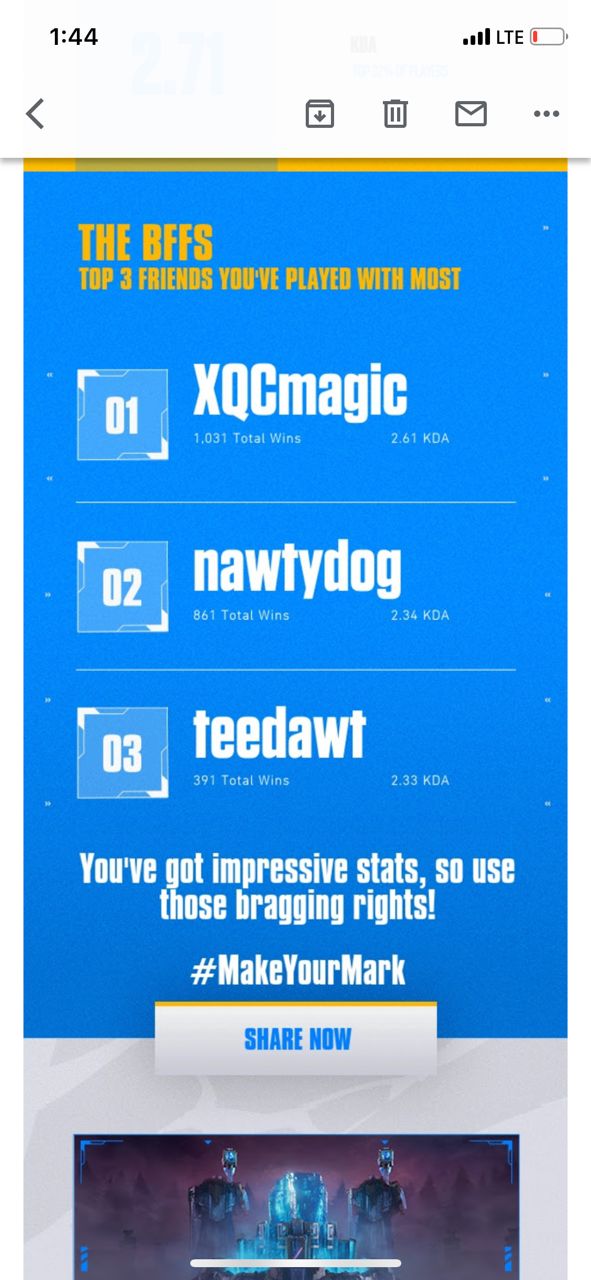 1:44
LTE
2.71
KDA
TOP 32% OF PLAYERS
THE BFFS
TOP 3 FRIENDS YOU'VE PLAYED WITH MOST
01
XQCmagic
1,031 Total Wins 2.61 KDA
02
nawtydog
861 Total Wins 2.34 KDA
03
teedawt
391 Total Wins 2.33 KDA
You've got impressive stats, so use
those bragging rights!
#MakeYourMark
SHARE NOW